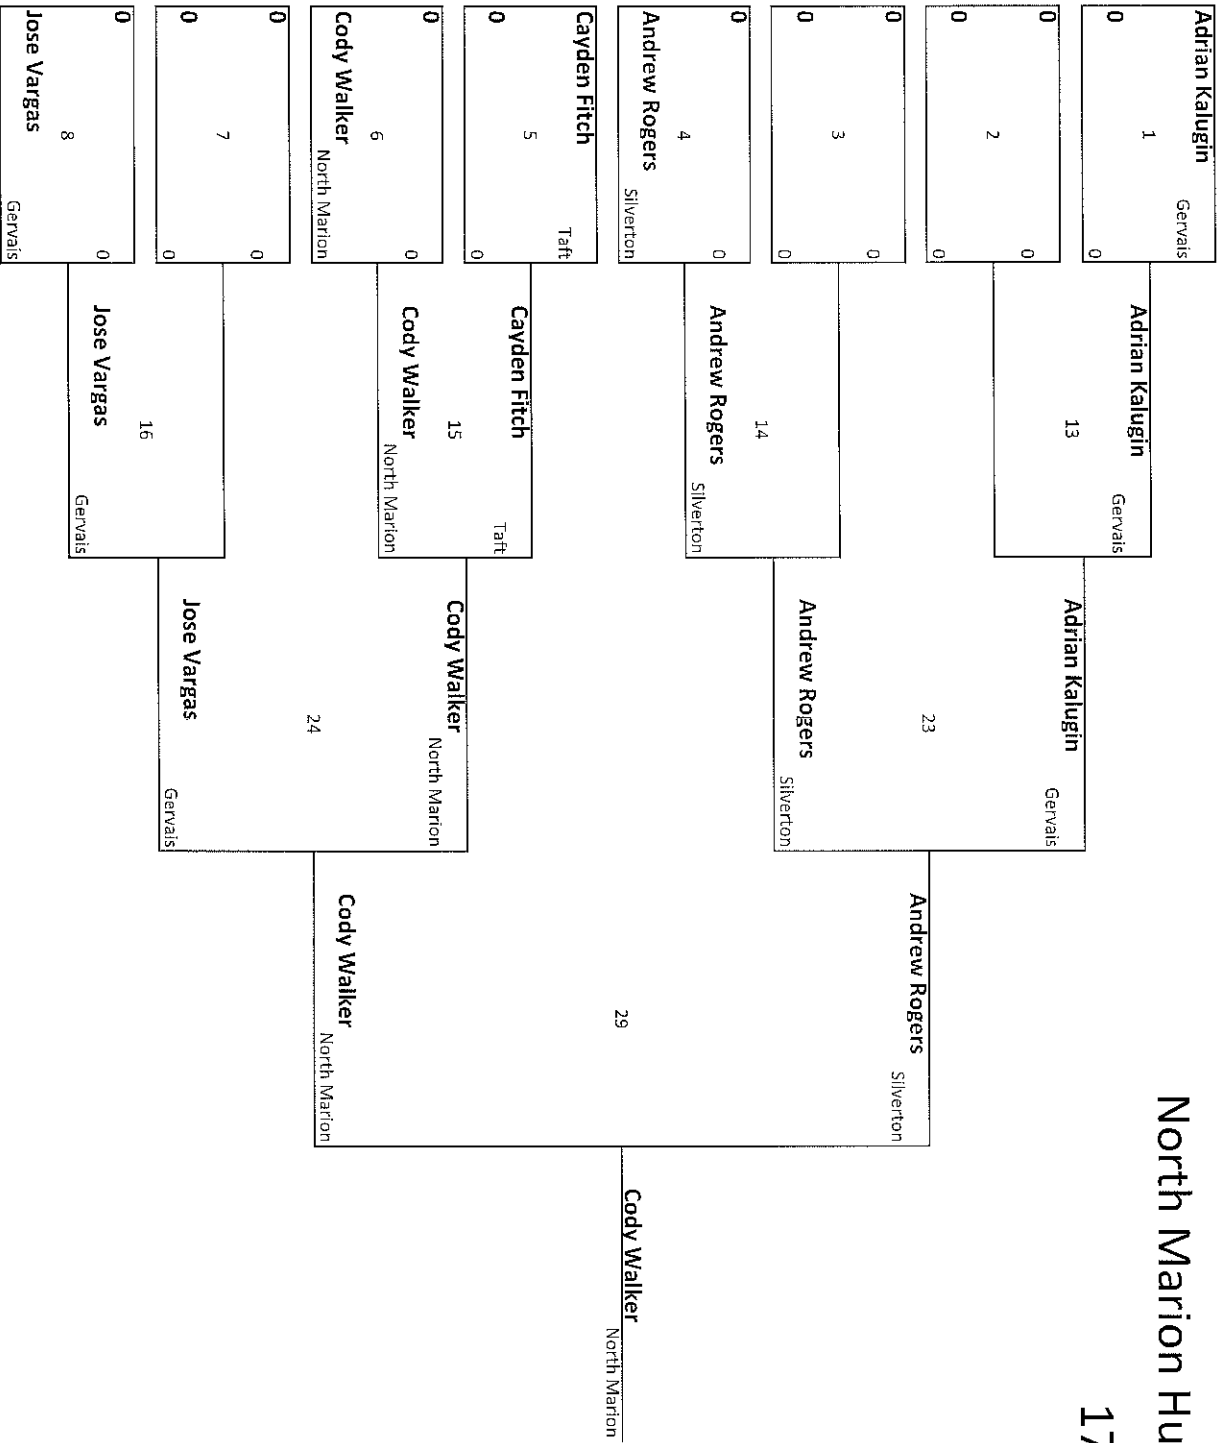 North Marion Hu
17
Adrian Kalugin
Gervais
1
0
0
0
0
2
0
0
0
0
3
0
0
0
0
4
Andrew Rogers
Silverton
Cayden Fitch
Taft
5
0
0
0
0
6
Cody Walker
North Marion
0
0
7
0
0
0
0
8
Jose Vargas
Gervais
Adrian Kalugin
Gervais
13
14
Andrew Rogers
Silverton
Cayden Fitch
Taft
15
Cody Walker
North Marion
16
Jose Vargas
Gervais
Adrian Kalugin
Gervais
23
Andrew Rogers
Silverton
Cody Walker
North Marion
24
Jose Vargas
Gervais
Andrew Rogers
Silverton
29
Cody Walker
North Marion
Cody Walker
North Marion